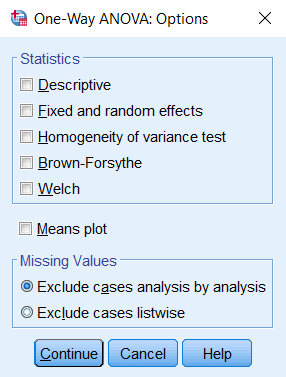 One-Way ANOVA: Options
Statistics
Descriptive
Fixed and random effects
Homogeneity of variance test
Brown-Forsythe
Welch
Means plot
Missing Values
Exclude cases analysis by analysis
Exclude cases listwise
Continue Cancel Help